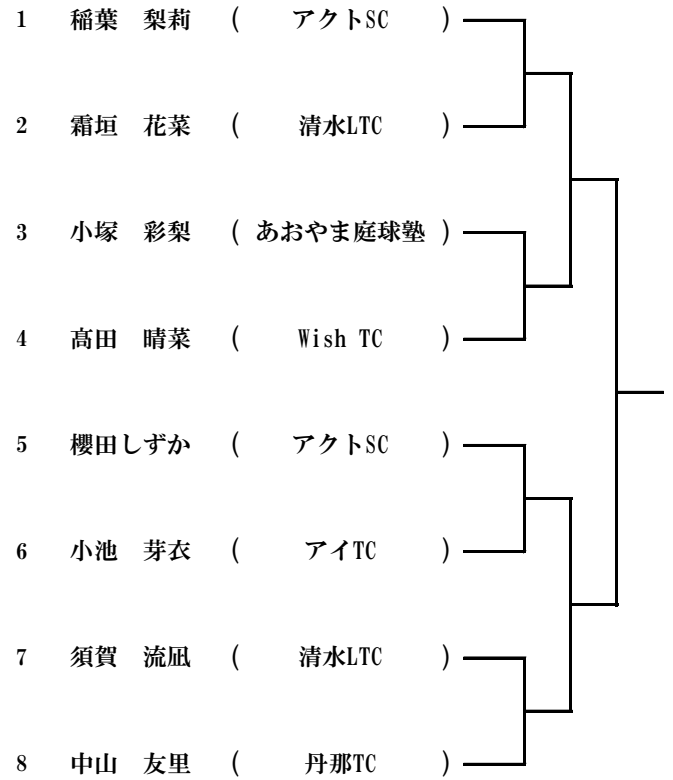 1 稲葉 梨莉 ( アクトSC )
2 霜垣 花菜 ( 清水LTC )
3 小塚 彩梨 ( あおやま庭球塾 )
4 髙田 晴菜 ( Wish TC )
5 櫻田しずか ( アクトSC )
6 小池 芽衣 ( アイTC )
7 須賀 流凪 ( 清水LTC )
8 中山 友里 ( 丹那TC )